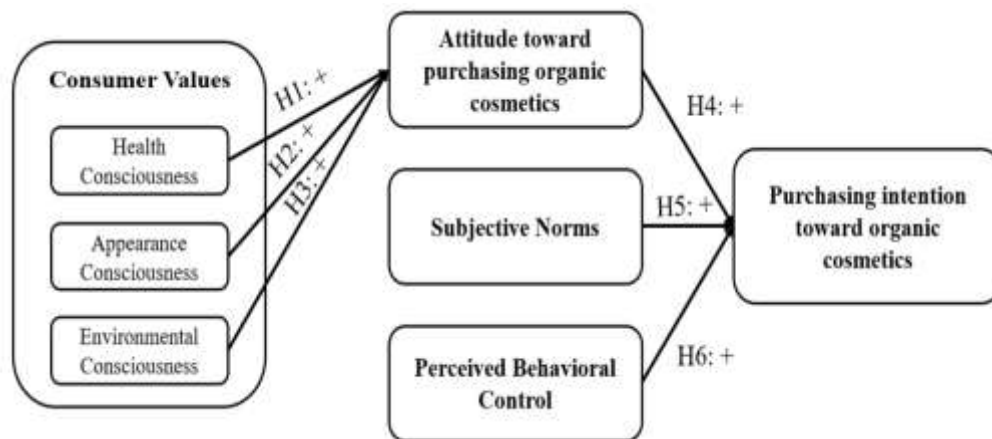 Consumer Values
Health
Consciousness
Appearance
Consciousness
Environmental
Consciousness
H1: +
H2: +
H3: +
Attitude toward
purchasing organic
cosmetics
Subjective Norms
Perceived Behavioral
Control
H4: +
H5: +
H6: +
Purchasing intention
toward organic
cosmetics